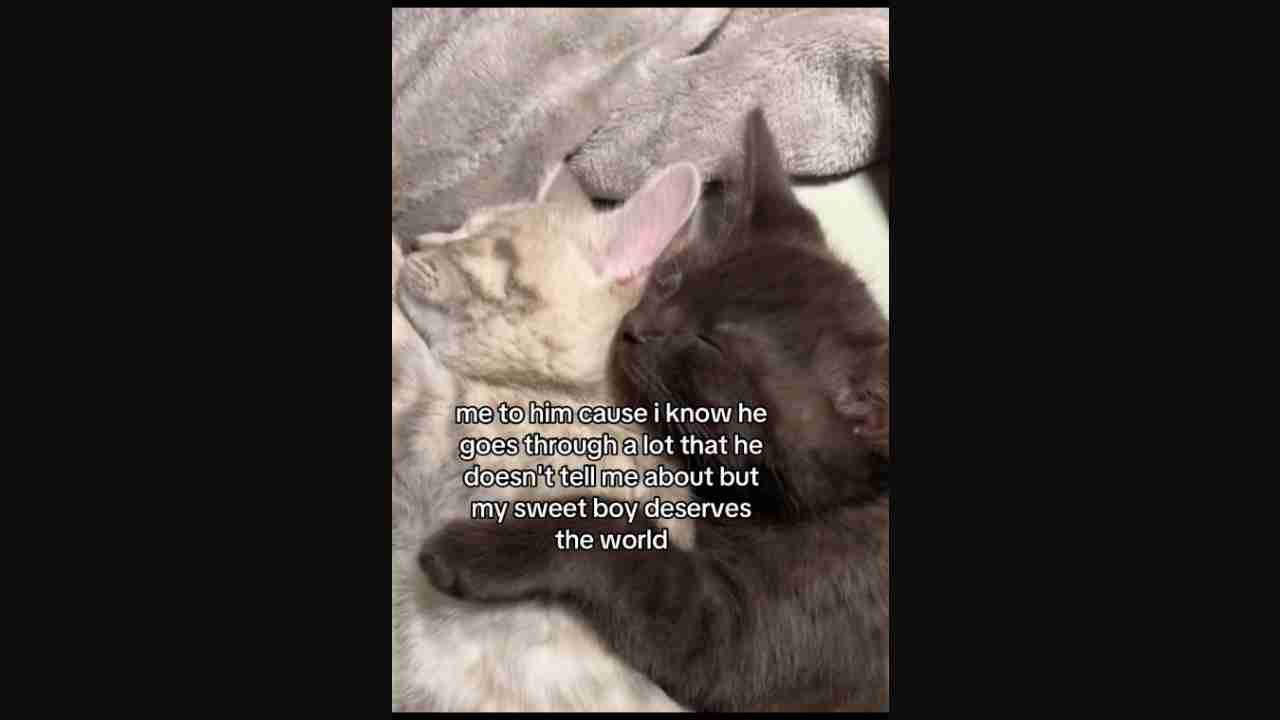 me to him cause i know he
goes through a lot that he
doesn't tell me about but
my sweet boy deserves
the world